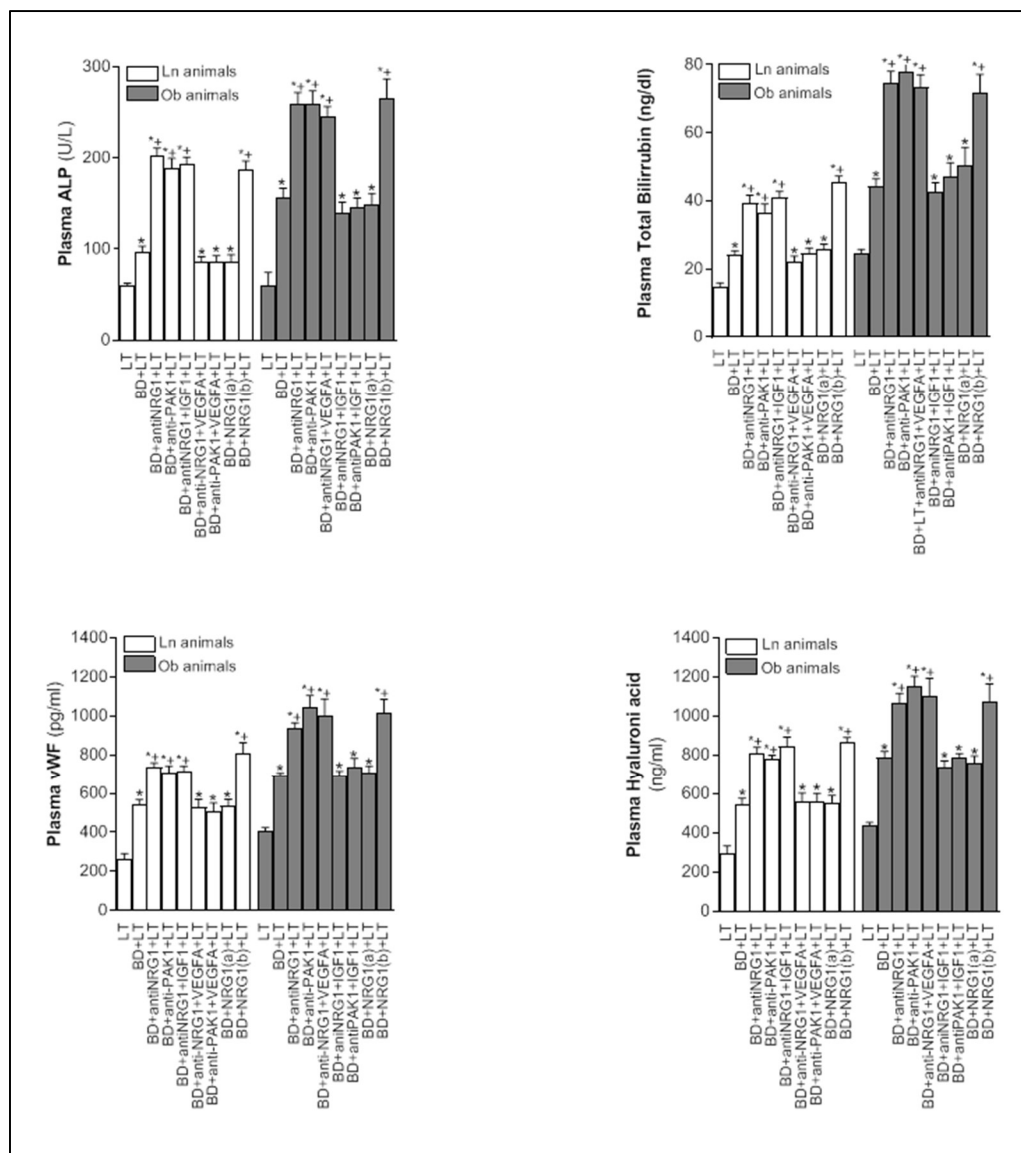 Plasma ALP (U/L)
300
200
100
0
Ln animals
Ob animals
* *+ *+ *+ * * * *+ * *+ *+ *+ * * * *+
LT
BD+LT
BD+antiNRG1+LT
BD+anti-PAK1+LT
BD+antiNRG1+IGF1+LT
BD+anti-NRG1+VEGFA+LT
BD+anti-PAK1+VEGFA+LT
BD+NRG1(a)+LT
BD+NRG1(b)+LT
LT
BD+LT
BD+antiNRG1+LT
BD+anti-PAK1+LT
BD+antiNRG1+VEGFA+LT
BD+aniNRG1+IGF1+LT
BD+antiPAK1+IGF1+LT
BD+NRG1(a)+LT
BD+NRG1(b)+LT
Plasma Total Bilirrubin (ng/dl)
80
60
40
20
0
Ln animals
Ob animals
* *+ *+ *+ * * * *+ * *+ *+ *+ * * * *+
LT
BD+LT
BD+antiNRG1+LT
BD+anti-PAK1+LT
BD+antiNRG1+IGF1+LT
BD+anti-NRG1+VEGFA+LT
BD+anti-PAK1+VEGFA+LT
BD+NRG1(a)+LT
BD+NRG1(b)+LT
LT
BD+LT
BD+antiNRG1+LT
BD+anti-PAK1+LT
BD+LT+antiNRG1+VEGFA+LT
BD+aniNRG1+IGF1+LT
BD+antiPAK1+IGF1+LT
BD+NRG1(a)+LT
BD+NRG1(b)+LT
Plasma vWF (pg/ml)
1400
1200
1000
800
600
400
200
0
Ln animals
Ob animals
* *+ *+ *+ * * * *+ * *+ *+ *+ * * * *+
LT
BD+LT
BD+antiNRG1+LT
BD+anti-PAK1+LT
BD+antiNRG1+IGF1+LT
BD+anti-NRG1+VEGFA+LT
BD+anti-PAK1+VEGFA+LT
BD+NRG1(a)+LT
BD+NRG1(b)+LT
LT
BD+LT
BD+antiNRG1+LT
BD+anti-PAK1+LT
BD+anti-NRG1+VEGFA+LT
BD+aniNRG1+IGF1+LT
BD+antiPAK1+IGF1+LT
BD+NRG1(a)+LT
BD+NRG1(b)+LT
Plasma Hyaluroni acid
(ng/ml)
1400
1200
1000
800
600
400
200
0
Ln animals
Ob animals
* *+ *+ *+ * * * *+ * *+ *+ *+ * * * *+
LT
BD+LT
BD+antiNRG1+LT
BD+anti-PAK1+LT
BD+antiNRG1+IGF1+LT
BD+anti-NRG1+VEGFA+LT
BD+anti-PAK1+VEGFA+LT
BD+NRG1(a)+LT
BD+NRG1(b)+LT
LT
BD+LT
BD+antiNRG1+LT
BD+anti-PAK1+LT
BD+anti-NRG1+VEGFA+LT
BD+aniNRG1+IGF1+LT
BD+antiPAK1+IGF1+LT
BD+NRG1(a)+LT
BD+NRG1(b)+LT